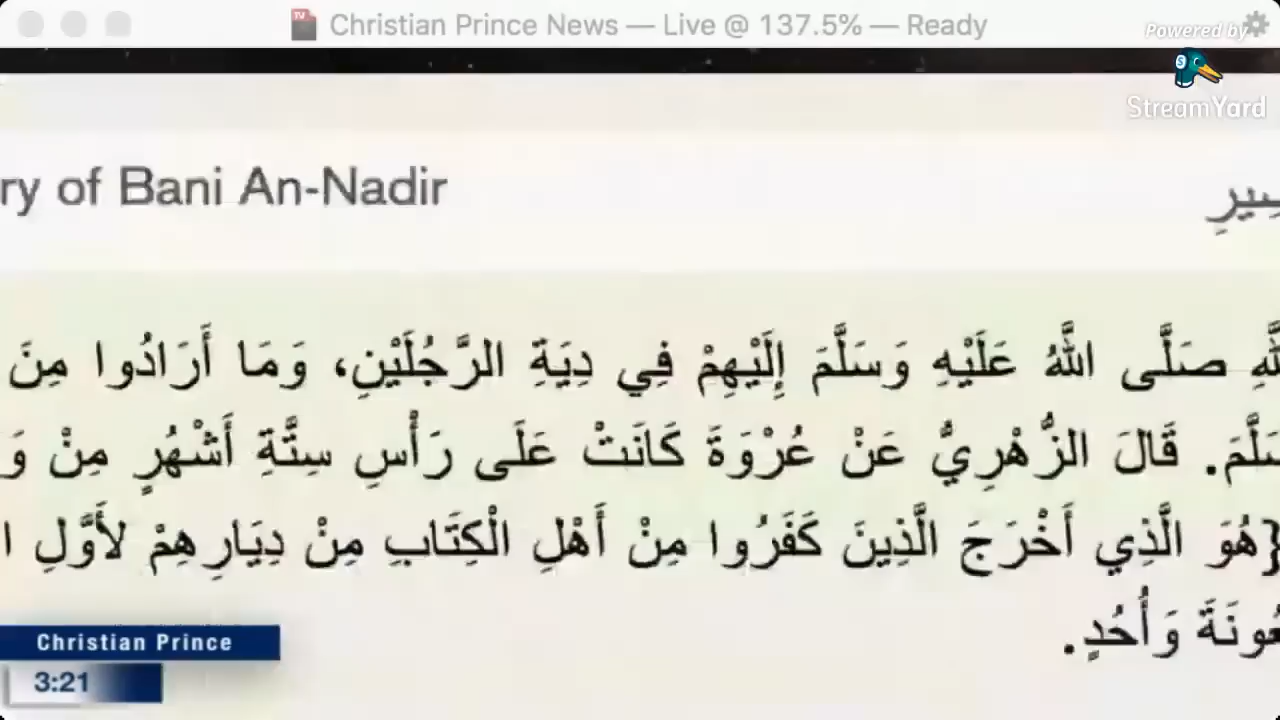 Christian Prince News — Live @ 137.5% — Ready
Powered by
StreamYard
ry of Bani An-Nadir
صَلَّى اللَّهُ عَلَيْهِ وَسَلَّمَ إِلَيْهِمْ فِي دِيَةِ الرَّجُلَيْنِ، وَمَا أَرَادُوا مِنَ
قَالَ الزُّهْرِيُّ عَنْ عُرْوَةَ كَانَتْ عَلَى رَأْسِ سِتَّةِ أَشْهُرٍ مِنْ وَ
{هُوَ الَّذِي أَخْرَجَ الَّذِينَ كَفَرُوا مِنْ أَهْلِ الْكِتَابِ مِنْ دِيَارِهِمْ لأَوَّلِ ا
عُونَةَ وَأُحُدٍ.
Christian Prince
3:21